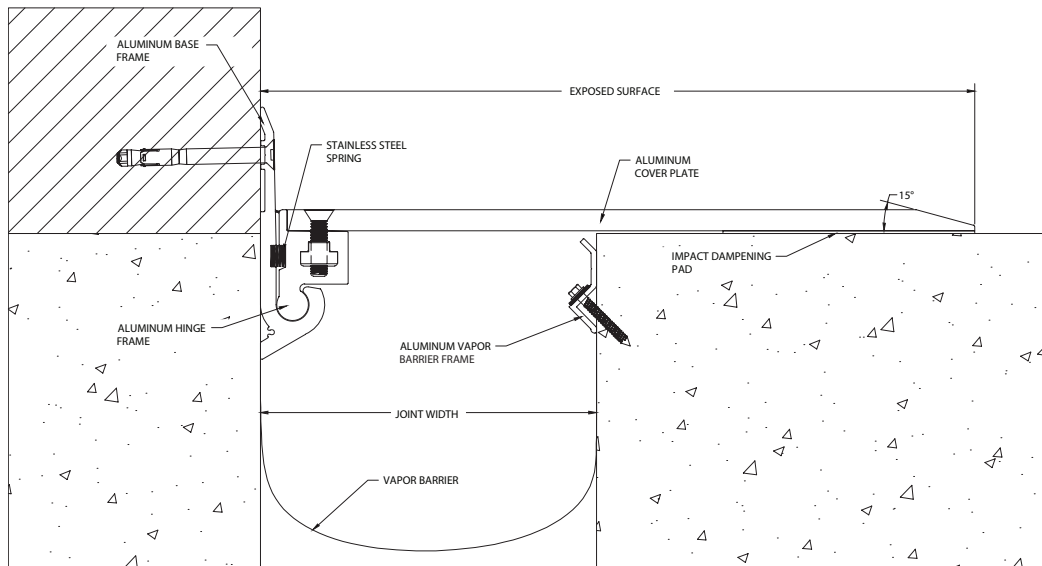 ALUMINUM BASE
FRAME
EXPOSED SURFACE
STAINLESS STEEL
SPRING
ALUMINUM
COVER PLATE
15°
IMPACT DAMPENING
PAD
ALUMINUM HINGE
FRAME
ALUMINUM VAPOR
BARRIER FRAME
JOINT WIDTH
VAPOR BARRIER